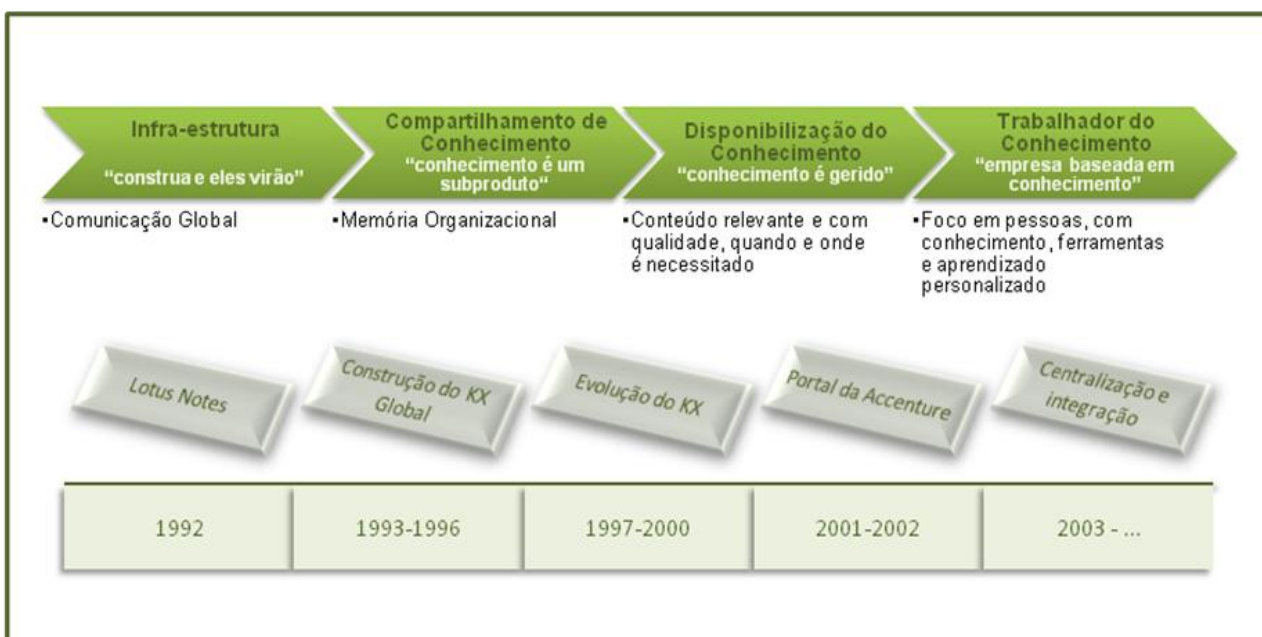 Infra-estrutura
“construa e eles virão”
Compartilhamento de
Conhecimento
“conhecimento é um
subproduto“
Disponibilização do
Conhecimento
“conhecimento é gerido”
Trabalhador do
Conhecimento
“empresa baseada em
conhecimento”
▪Comunicação Global
▪Memória Organizacional
▪Conteúdo relevante e com
qualidade, quando e onde
é necessitado
▪Foco em pessoas, com
conhecimento, ferramentas
e aprendizado
personalizado
Lotus Notes
Construção do KX
Global
Evolução do KX
Portal da Accenture
Centralização e
integração
1992
1993-1996
1997-2000
2001-2002
2003 - ...